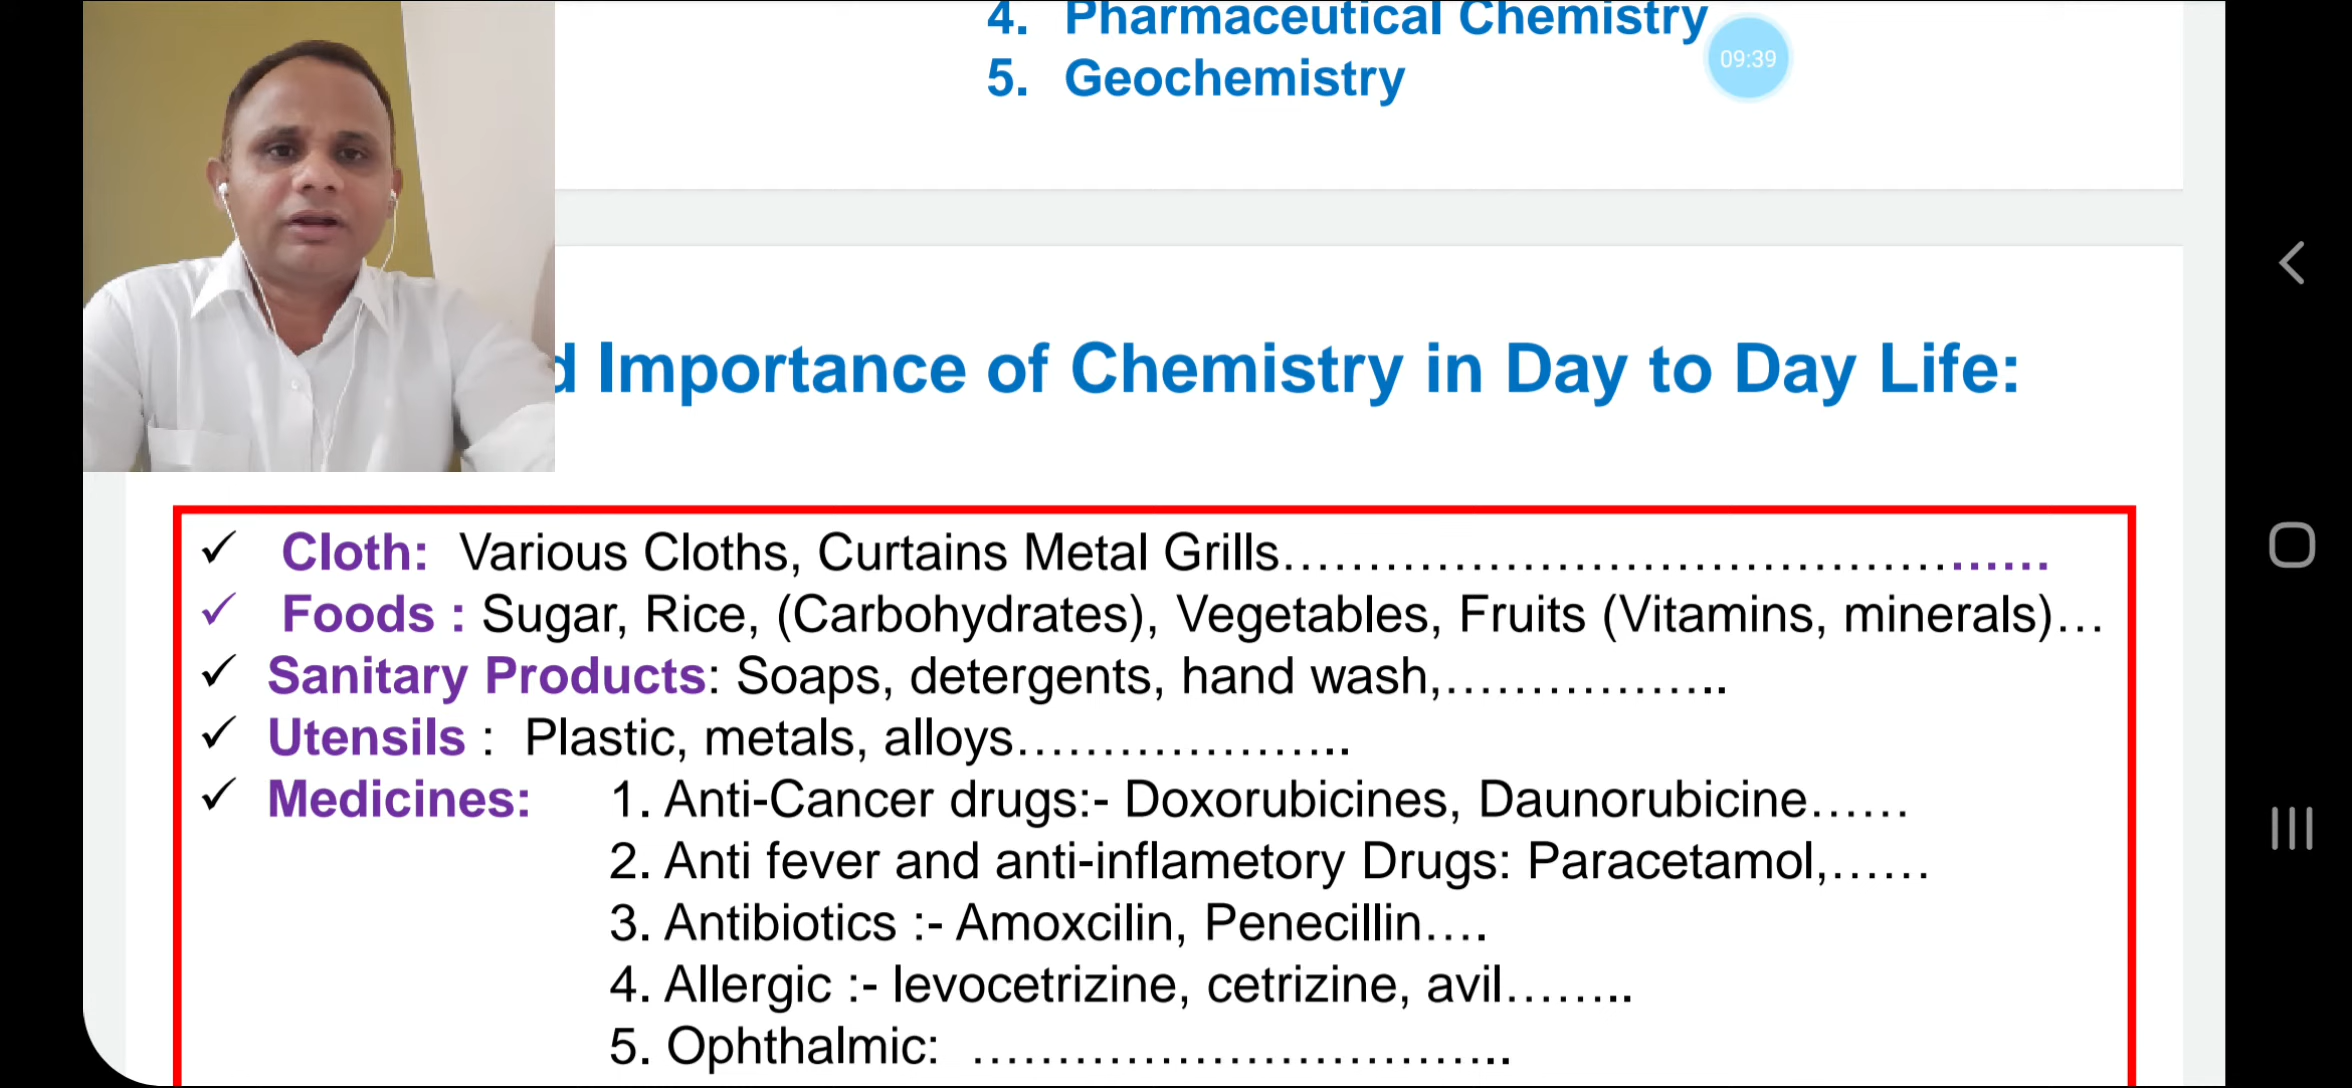 4. Pharmaceutical Chemistry
09:39
5. Geochemistry
d Importance of Chemistry in Day to Day Life:
✓ Cloth: Various Cloths, Curtains Metal Grills……………………………………......
✓ Foods : Sugar, Rice, (Carbohydrates), Vegetables, Fruits (Vitamins, minerals)…
✓ Sanitary Products: Soaps, detergents, hand wash,……………..
✓ Utensils : Plastic, metals, alloys………………..
✓ Medicines: 1. Anti-Cancer drugs:- Doxorubicines, Daunorubicine……
2. Anti fever and anti-inflametory Drugs: Paracetamol,……
3. Antibiotics :- Amoxcilin, Penecillin….
4. Allergic :- levocetrizine, cetrizine, avil……..
5. Ophthalmic: …………………………..